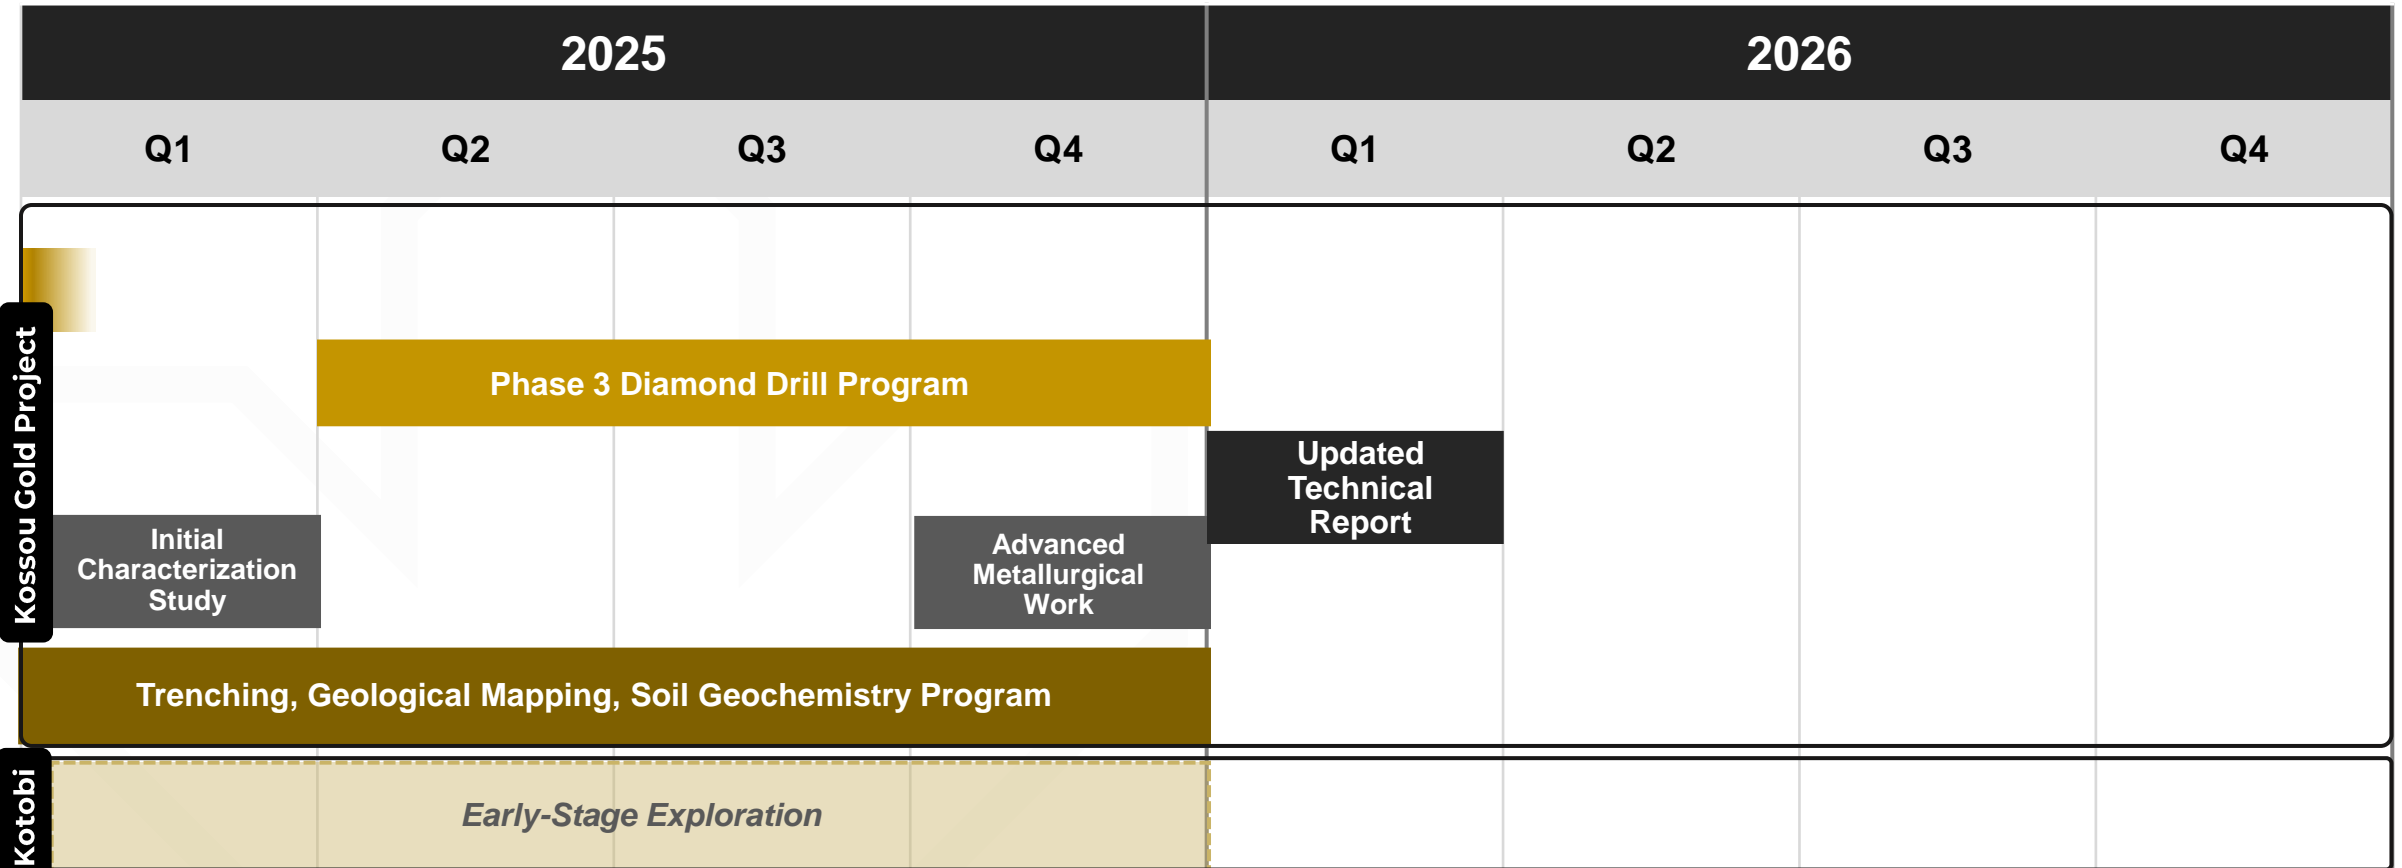 2025
2026
Q1
Q2
Q3
Q4
Q1
Q2
Q3
Q4
Kossou Gold Project
Phase 3 Diamond Drill Program
Updated
Technical
Report
Initial
Characterization
Study
Advanced
Metallurgical
Work
Trenching, Geological Mapping, Soil Geochemistry Program
Kotobi
Early-Stage Exploration